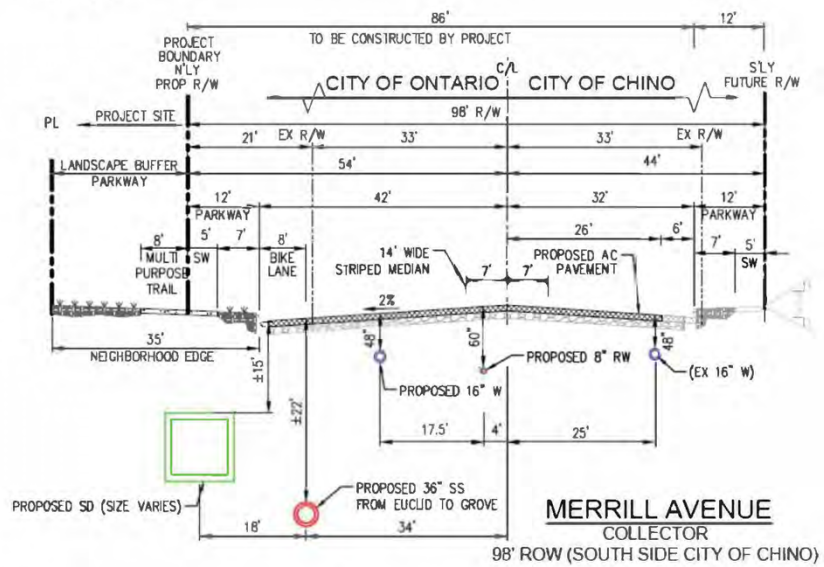 86'
12'
TO BE CONSTRUCTED BY PROJECT
PROJECT
BOUNDARY
N'LY
PROP R/W
C/L
S'LY
FUTURE R/W
CITY OF ONTARIO
CITY OF CHINO
PL
PROJECT SITE
98' R/W
21'
EX R/W
33'
33'
EX R/W
LANDSCAPE BUFFER
PARKWAY
54'
44'
12'
PARKWAY
42'
32'
12'
PARKWAY
26'
6'
8'
MULTI
PURPOSE
TRAIL
5'
SW
7'
8'
BIKE
LANE
14' WIDE
STRIPED MEDIAN
7'
7'
PROPOSED AC
PAVEMENT
7'
5'
SW
2%
35'
NEIGHBORHOOD EDGE
±15'
48"
60"
48"
PROPOSED 8" RW
(EX 16" W)
PROPOSED 16" W
±22'
17.5'
4'
25'
PROPOSED SD (SIZE VARIES)
PROPOSED 36" SS
FROM EUCLID TO GROVE
18'
34'
MERRILL AVENUE
COLLECTOR
98' ROW (SOUTH SIDE CITY OF CHINO)